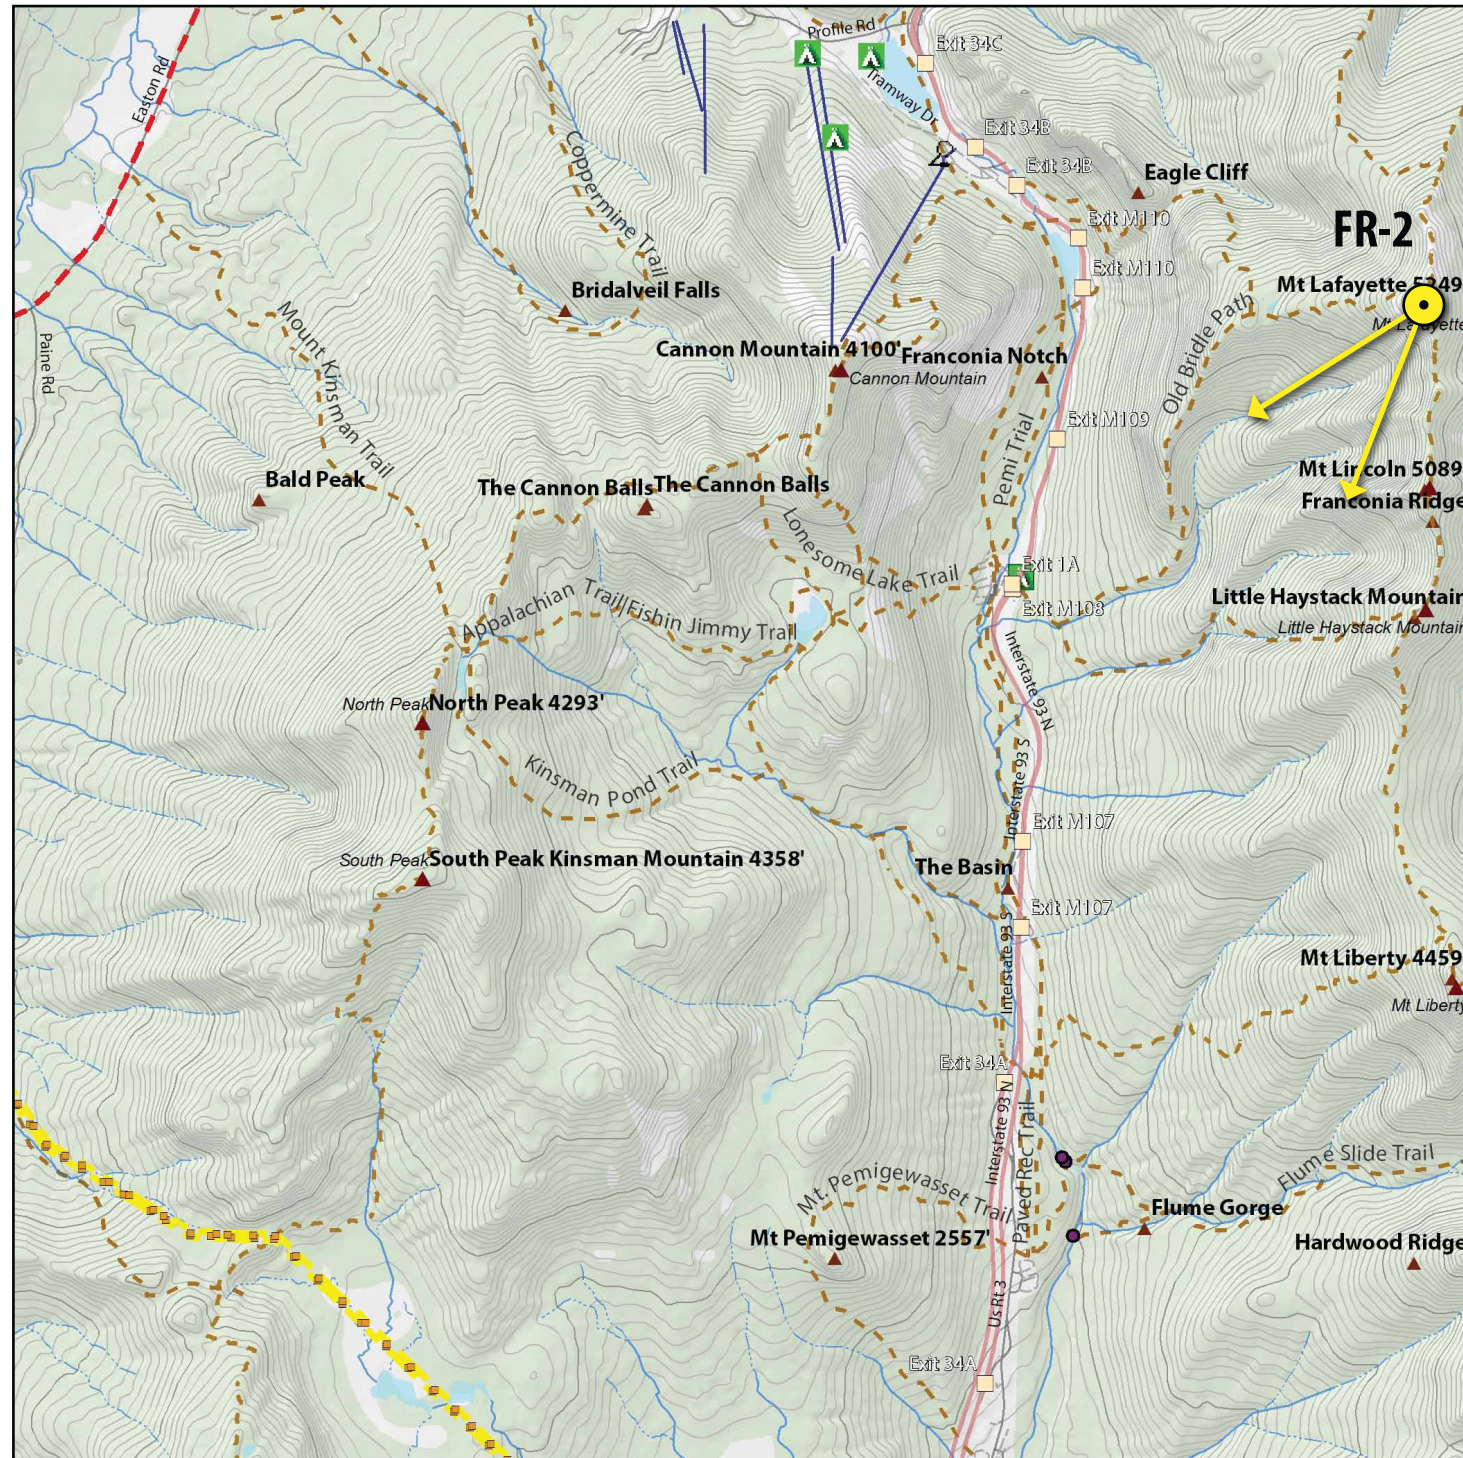 Profile Rd
Exit 34C
Easton Rd
Tramway Dr
Exit 34B
Exit 34B
Coppermine Trail
Eagle Cliff
Exit M110
FR-2
Exit M110
Mt Lafayette 5249
Mt Lafayette
Bridalveil Falls
Mount Kinsman Trail
Old Bridle Path
Paine Rd
Cannon Mountain 4100'
Franconia Notch
Cannon Mountain
Exit M109
Pemi Trial
Mt Lincoln 5089
Bald Peak
The Cannon Balls
The Cannon Balls
Franconia Ridge
Lonesome Lake Trail
Exit 1A
Appalachian Trail|Fishin Jimmy Trail
Exit M108
Little Haystack Mountain
Little Haystack Mountain
Interstate 93 N
North Peak
North Peak 4293'
Kinsman Pond Trail
Interstate 93 S
Exit M107
South Peak
South Peak Kinsman Mountain 4358'
The Basin
Exit M107
Interstate 93 S
Mt Liberty 4459
Mt Liberty
Exit 34A
Interstate 93 N
Paved Rec Trail
Flume Slide Trail
Mt. Pemigewasset Trail
Flume Gorge
Mt Pemigewasset 2557'
Hardwood Ridge
Us Rt 3
Exit 34A